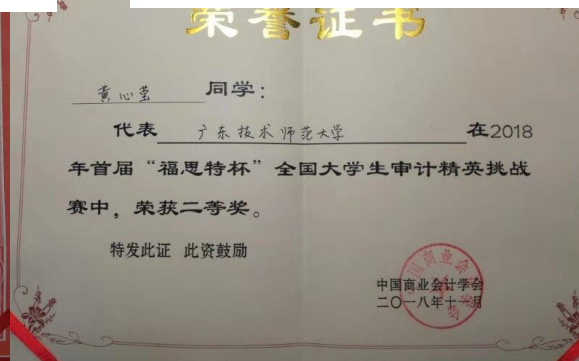 荣誉证书
黄心莹 同学：
代表 广东技术师范大学 在2018
年首届“福思特杯”全国大学生审计精英挑战
赛中，荣获二等奖。
特发此证 此资鼓励
中国商业会计学会
二〇一八年十一月